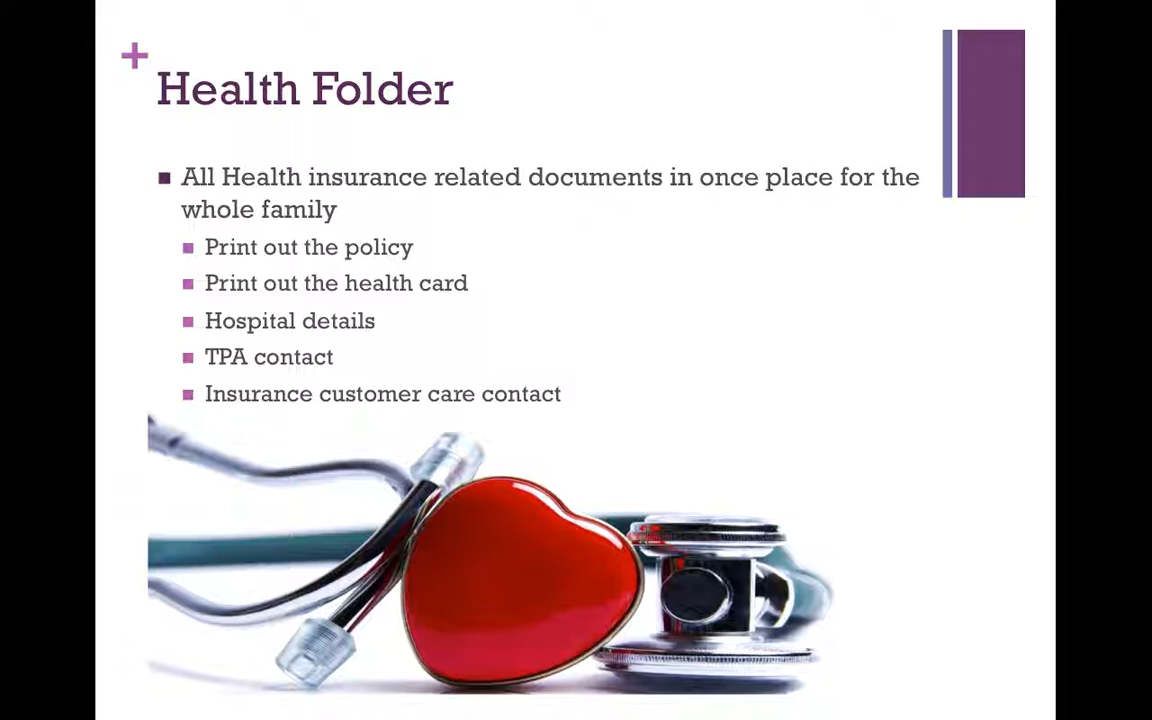 +
Health Folder
All Health insurance related documents in once place for the
whole family
Print out the policy
Print out the health card
Hospital details
TPA contact
Insurance customer care contact